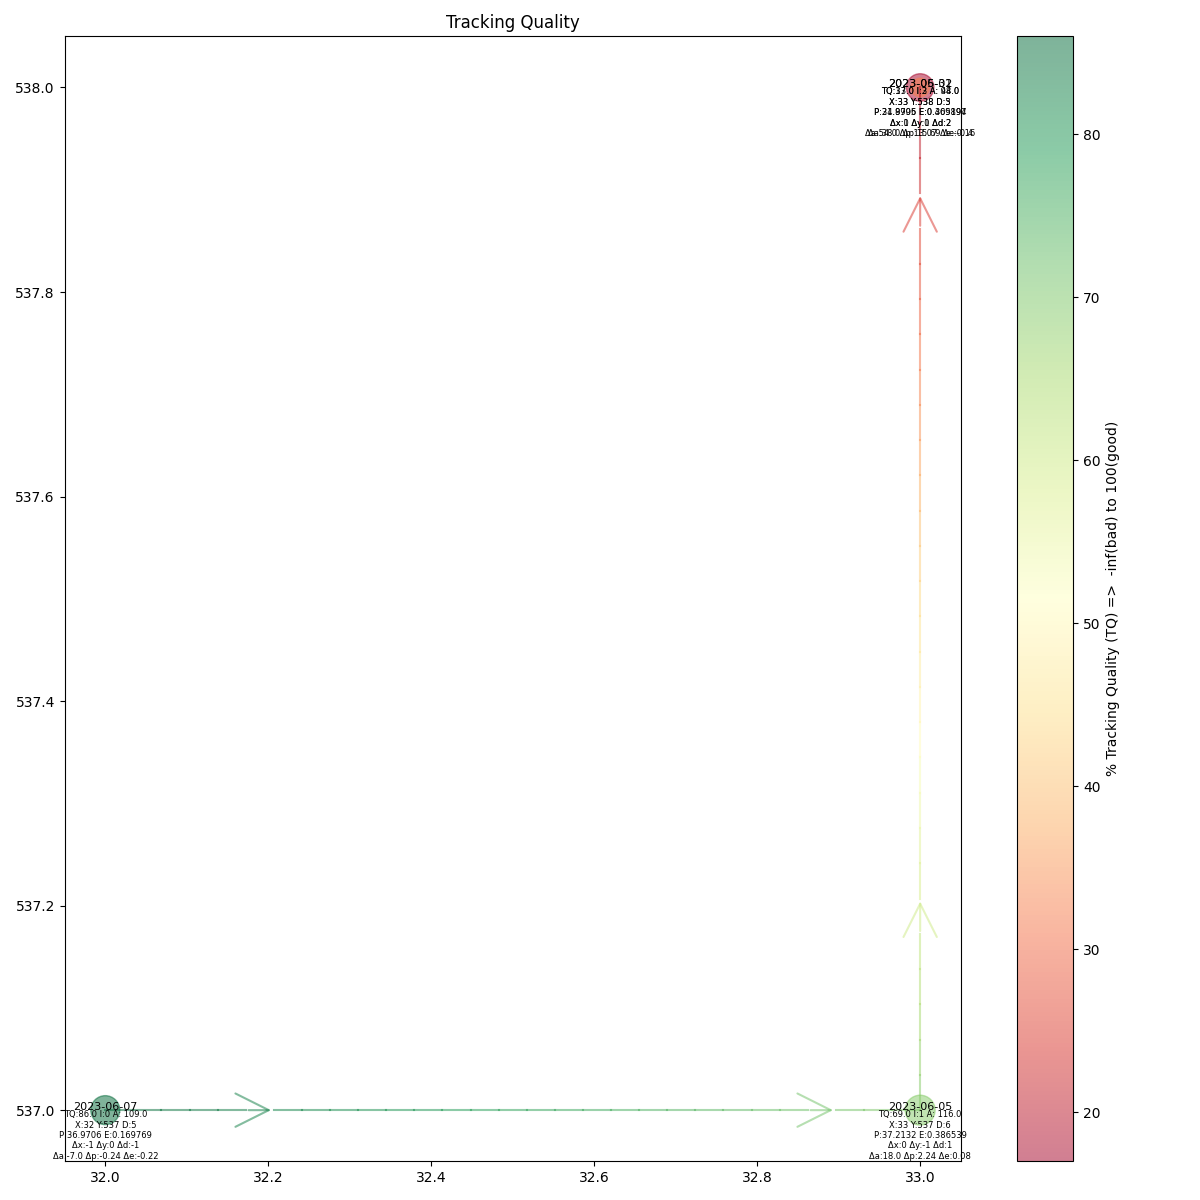 Tracking Quality
538.0
537.8
537.6
537.4
537.2
537.0
32.0
32.2
32.4
32.6
32.8
33.0
X:33 Y:538
2023-06-07
TQ:86.0 I:0 A: 109.0
X:32 Y:537 D:5
P:36.9706 E:0.169769
Δx:-1 Δy:0 Δd:-1
Δa:-7.0 Δp:-0.24 Δe:-0.22
2023-06-05
TQ:69.0 I:1 A: 116.0
X:33 Y:537 D:6
P:37.2132 E:0.386539
Δx:0 Δy:-1 Δd:1
Δa:18.0 Δp:2.24 Δe:0.08
80
70
60
50
40
30
20
% Tracking Quality (TQ) => -inf(bad) to 100(good)